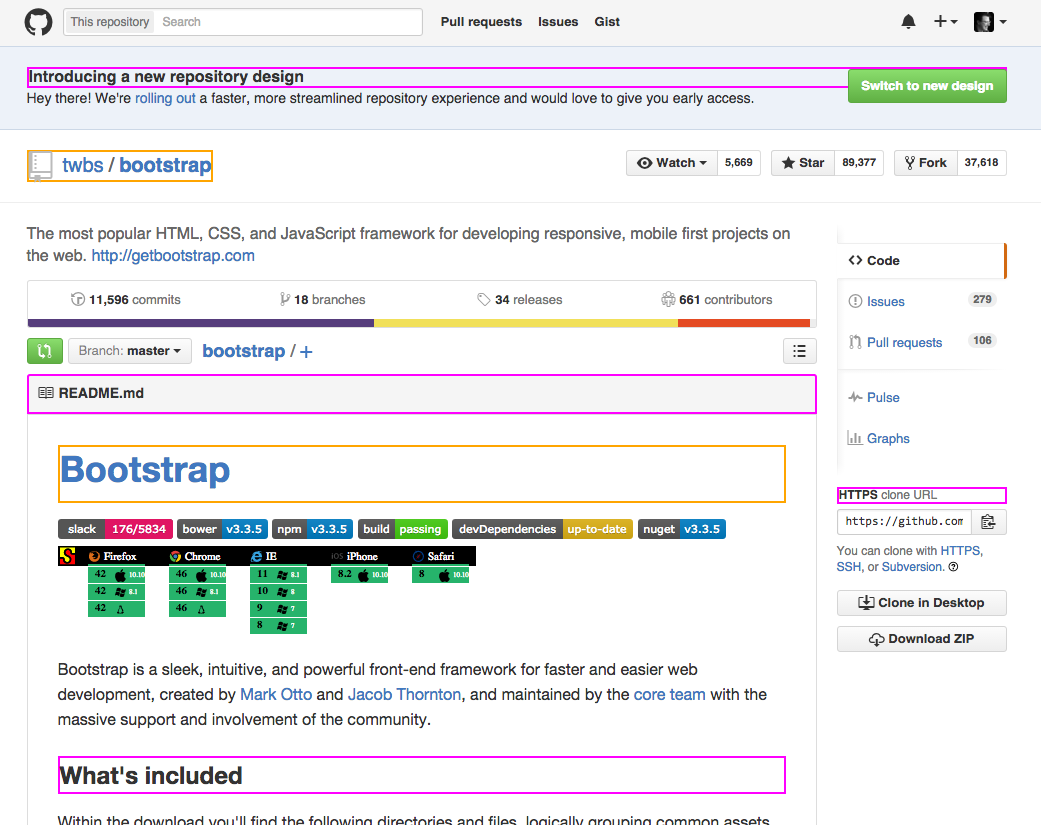 This repository Search Pull requests Issues Gist
Introducing a new repository design
Hey there! We're rolling out a faster, more streamlined repository experience and would love to give you early access.
Switch to new design
twbs / bootstrap
Watch 5,669 Star 89,377 Fork 37,618
The most popular HTML, CSS, and JavaScript framework for developing responsive, mobile first projects on
the web. http://getbootstrap.com
11,596 commits 18 branches 34 releases 661 contributors
Branch: master bootstrap / +
README.md
Bootstrap
slack 176/5834 bower v3.3.5 npm v3.3.5 build passing devDependencies up-to-date nuget v3.3.5
S Firefox Chrome IE iOS iPhone Safari
42 10.10 46 10.10 11 8.1 8.2 10.10 8 10.10
42 8.1 46 8.1 10 8
42 46 9 7
8 7
Bootstrap is a sleek, intuitive, and powerful front-end framework for faster and easier web
development, created by Mark Otto and Jacob Thornton, and maintained by the core team with the
massive support and involvement of the community.
What's included
Within the download you'll find the following directories and files, logically grouping common assets
Code
Issues 279
Pull requests 106
Pulse
Graphs
HTTPS clone URL
https://github.com
You can clone with HTTPS,
SSH, or Subversion.
Clone in Desktop
Download ZIP